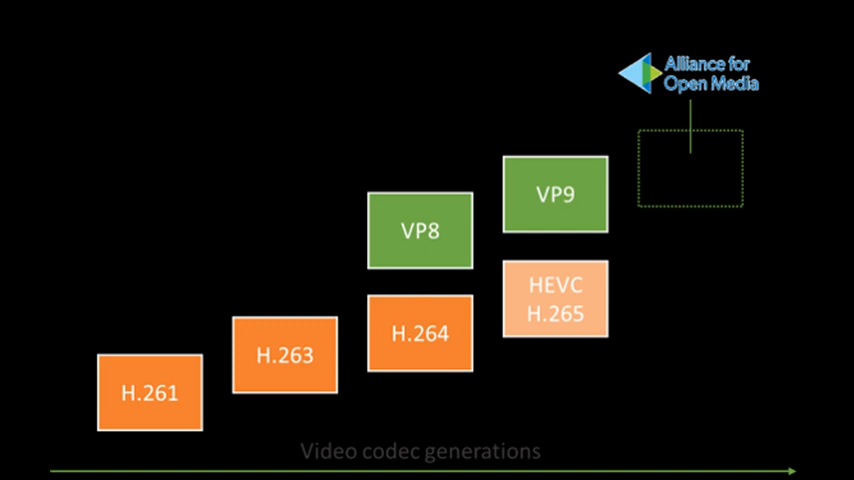 Alliance for
Open Media
VP9
VP8
HEVC
H.265
H.264
H.263
H.261
Video codec generations